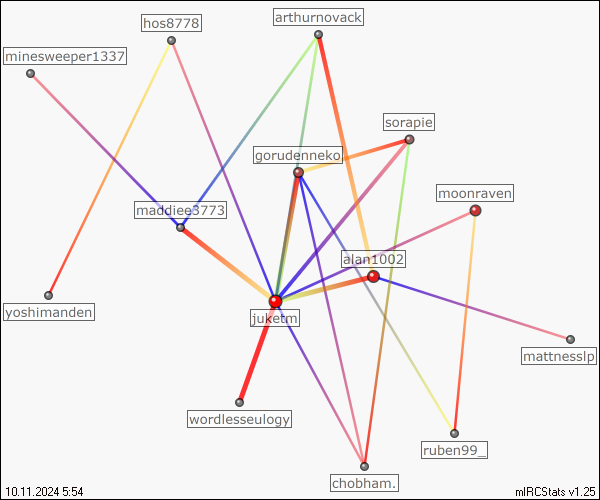 hos8778
arthurnovack
minesweeper1337
sorapie
gorudenneko
moonraven
maddiee3773
alan1002
yoshimanden
juketm
mattnesslp
wordlesseulogy
ruben99_
chobham.
10.11.2024 5:54
mIRCStats v1.25